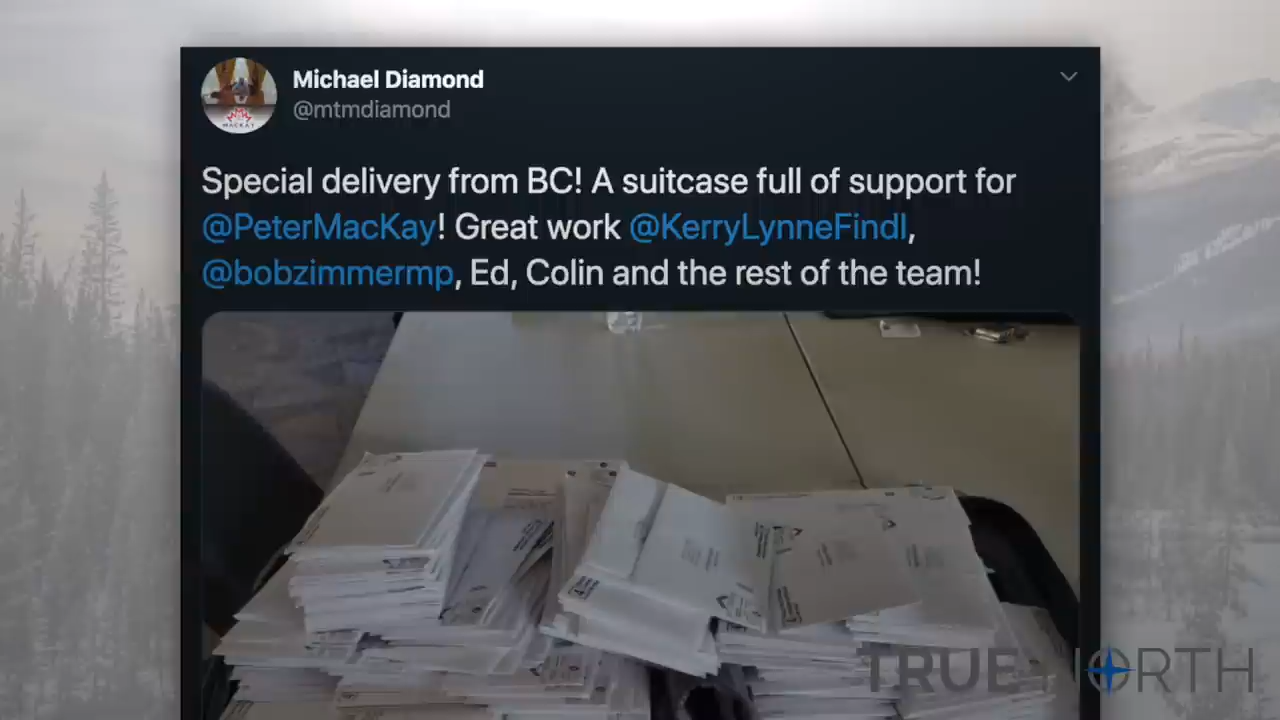 Michael Diamond
@mtmdiamond
MACKAY
Special delivery from BC! A suitcase full of support for
@PeterMacKay! Great work @KerryLynneFindl,
@bobzimmermp, Ed, Colin and the rest of the team!
TRUE NORTH